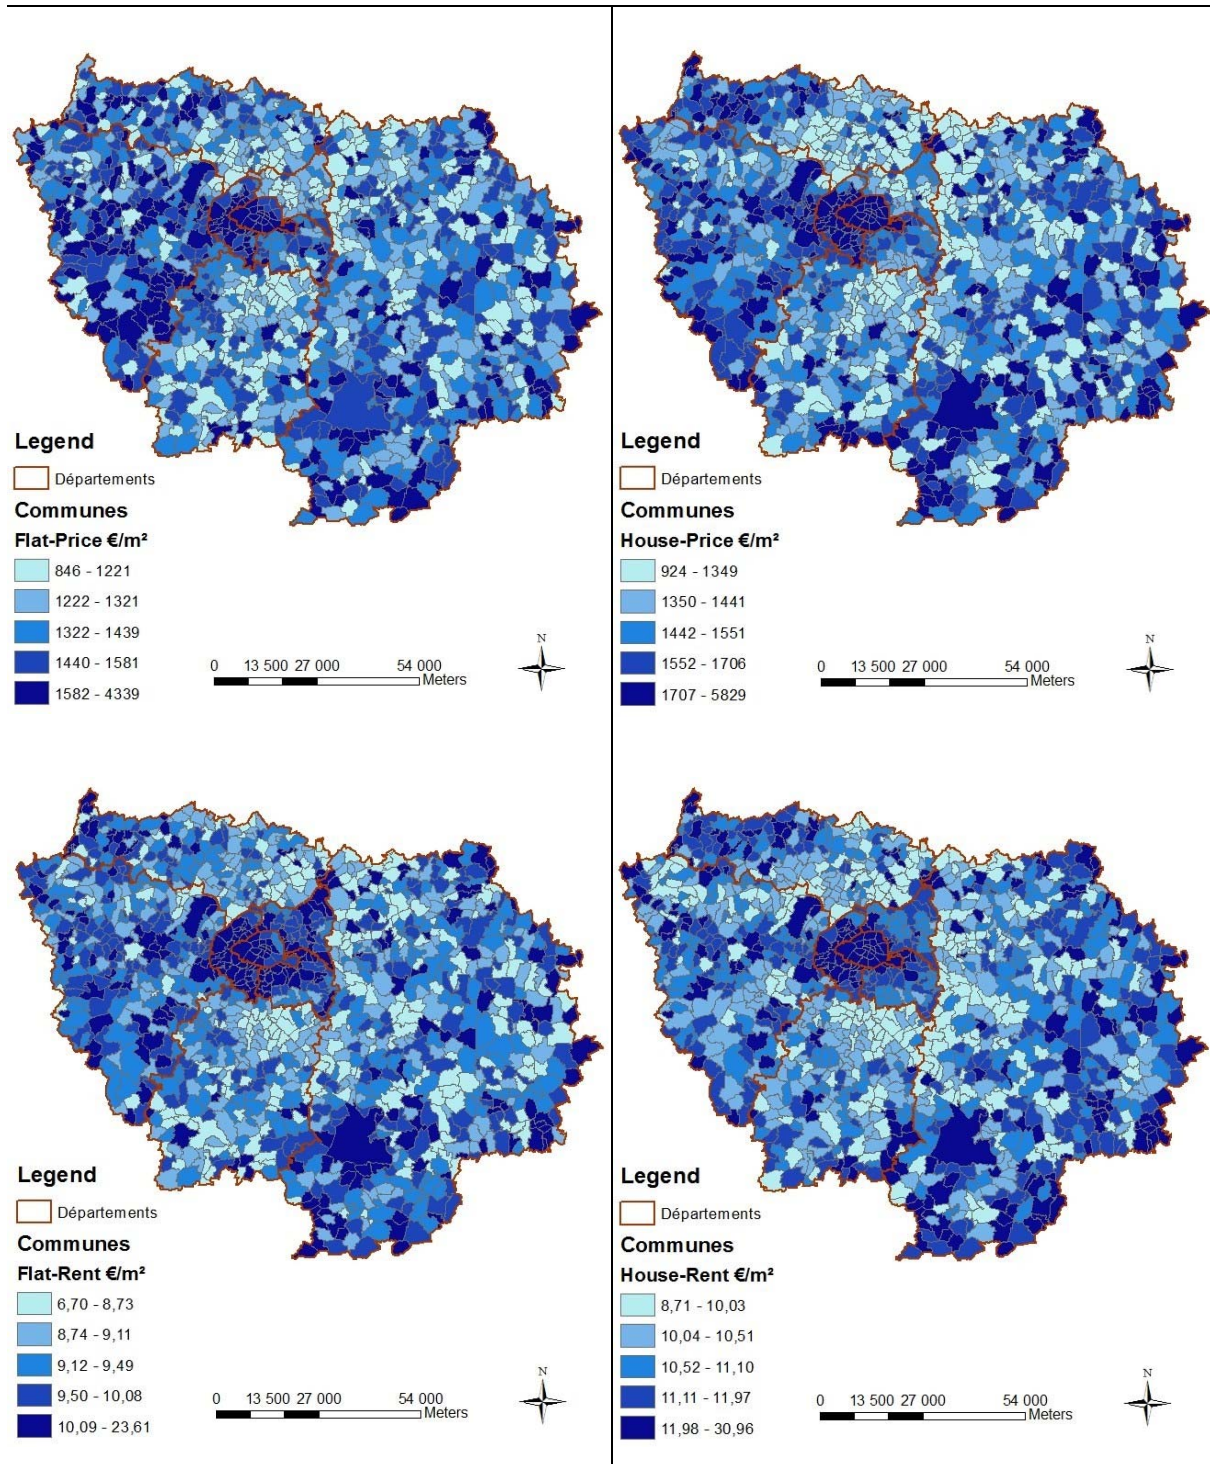 Legend
Départements
Communes
Flat-Price €/m²
846 - 1221
1222 - 1321
1322 - 1439
1440 - 1581
1582 - 4339
0 13 500 27 000 54 000
Meters
N
Legend
Départements
Communes
House-Price €/m²
924 - 1349
1350 - 1441
1442 - 1551
1552 - 1706
1707 - 5829
0 13 500 27 000 54 000
Meters
N
Legend
Départements
Communes
Flat-Rent €/m²
6,70 - 8,73
8,74 - 9,11
9,12 - 9,49
9,50 - 10,08
10,09 - 23,61
0 13 500 27 000 54 000
Meters
N
Legend
Départements
Communes
House-Rent €/m²
8,71 - 10,03
10,04 - 10,51
10,52 - 11,10
11,11 - 11,97
11,98 - 30,96
0 13 500 27 000 54 000
Meters
N